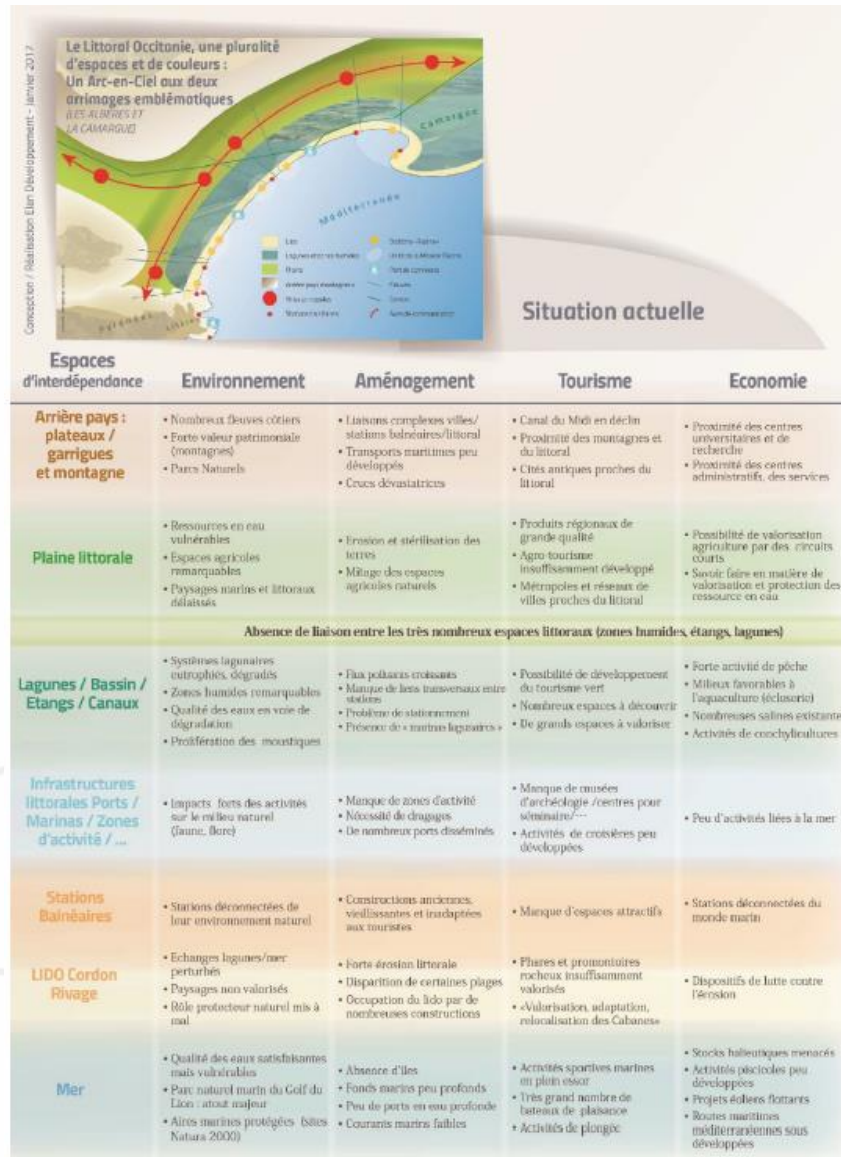 Conception / Réalisation Elan Développement - Janvier 2017
Le Littoral Occitanie, une pluralité
d'espaces et de couleurs :
Un Arc-en-Ciel aux deux
arrimages emblématiques
(LES ALBÈRES ET
LA CAMARGUE)
Camargue
Méditerranée
Lido
Plaine
Situation actuelle
Espaces
d'interdépendance
Environnement
Aménagement
Tourisme
Economie
Arrière pays :
plateaux /
garrigues
et montagne
• Nombreux fleuves côtiers
• Forte valeur patrimoniale
(montagnes)
• Parcs Naturels
• Liaisons complexes villes/
stations balnéaires/littoral
• Transports maritimes peu
développés
• Crues dévastatrices
• Canal du Midi en déclin
• Proximité des montagnes et
du littoral
• Cités antiques proches du
littoral
• Proximité des centres
universitaires et de
recherche
• Proximité des centres
administratifs, des services
Plaine littorale
• Ressources en eau
vulnérables
• Espaces agricoles
remarquables
• Paysages marins et littoraux
délaissés
• Erosion et stérilisation des
terres
• Mitage des espaces
agricoles naturels
• Produits régionaux de
grande qualité
• Agro-tourisme
insuffisamment développé
• Métropoles et réseaux de
villes proches du littoral
• Possibilité de valorisation
agriculture par des circuits
courts
• Savoir faire en matière de
valorisation et protection des
ressource en eau
Absence de liaison entre les très nombreux espaces littoraux (zones humides, étangs, lagunes)
Lagunes / Bassin /
Etangs / Canaux
• Systèmes lagunaires
eutrophiés, dégradés
• Zones humides remarquables
• Qualité des eaux en voie de
dégradation
• Prolifération des moustiques
• Flux polluants croissants
• Manque de liens transversaux entre
stations
• Problème de stationnement
• Présence de « marinas lagunaires »
• Possibilité de développement
du tourisme vert
• Nombreux espaces à découvrir
• De grands espaces à valoriser
• Forte activité de pêche
• Milieux favorables à
l'aquaculture (écloserie)
• Nombreuses salines existante
• Activités de conchylicultures
Infrastructures
littorales Ports /
Marinas / Zones
d'activité / ...
• Impacts forts des activités
sur le milieu naturel
(faune, flore)
• Manque de zones d'activité
• Nécessité de dragages
• De nombreux ports disséminés
• Manque de musées
d'archéologie /centres pour
séminaire/…
• Activités de croisières peu
développées
• Peu d'activités liées à la mer
Stations
Balnéaires
• Stations déconnectées de
leur environnement naturel
• Constructions anciennes,
vieillissantes et inadaptées
aux touristes
• Manque d'espaces attractifs
• Stations déconnectées du
monde marin
LIDO Cordon
Rivage
• Echanges lagunes/mer
perturbés
• Paysages non valorisés
• Rôle protecteur naturel mis à
mal
• Forte érosion littorale
• Disparition de certaines plages
• Occupation du lido par de
nombreuses constructions
• Phares et promontoires
rocheux insuffisamment
valorisés
• «Valorisation, adaptation,
relocalisation des Cabanes»
• Dispositifs de lutte contre
l'érosion
Mer
• Qualité des eaux satisfaisantes
mais vulnérables
• Parc naturel marin du Golf du
Lion : atout majeur
• Aires marines protégées (sites
Natura 2000)
• Absence d'îles
• Fonds marins peu profonds
• Peu de ports en eau profonde
• Courants marins faibles
• Activités sportives marines
en plein essor
• Très grand nombre de
bateaux de plaisance
• Activités de plongée
• Stocks halieutiques menacés
• Activités piscicoles peu
développées
• Projets éoliens flottants
• Routes maritimes
méditerranéennes sous
développées